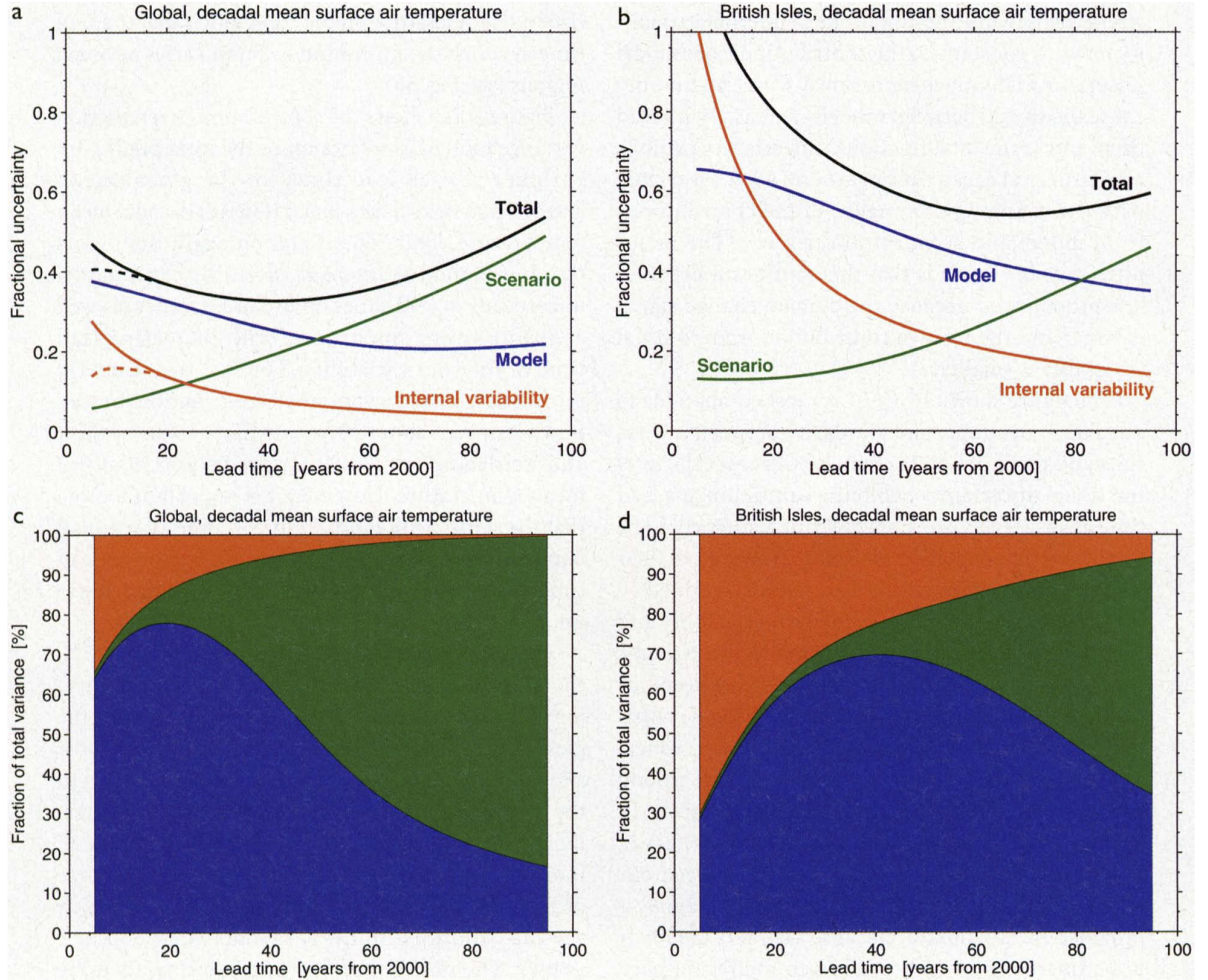 a
Global, decadal mean surface air temperature
1
0.8
0.6
0.4
0.2
0
Fractional uncertainty
Total
Scenario
Model
Internal variability
0 20 40 60 80 100
Lead time [years from 2000]
b
British Isles, decadal mean surface air temperature
1
0.8
0.6
0.4
0.2
0
Fractional uncertainty
Total
Model
Scenario
Internal variability
0 20 40 60 80 100
Lead time [years from 2000]
c
Global, decadal mean surface air temperature
100
90
80
70
60
50
40
30
20
10
0
Fraction of total variance [%]
0 20 40 60 80 100
Lead time [years from 2000]
d
British Isles, decadal mean surface air temperature
100
90
80
70
60
50
40
30
20
10
0
Fraction of total variance [%]
0 20 40 60 80 100
Lead time [years from 2000]